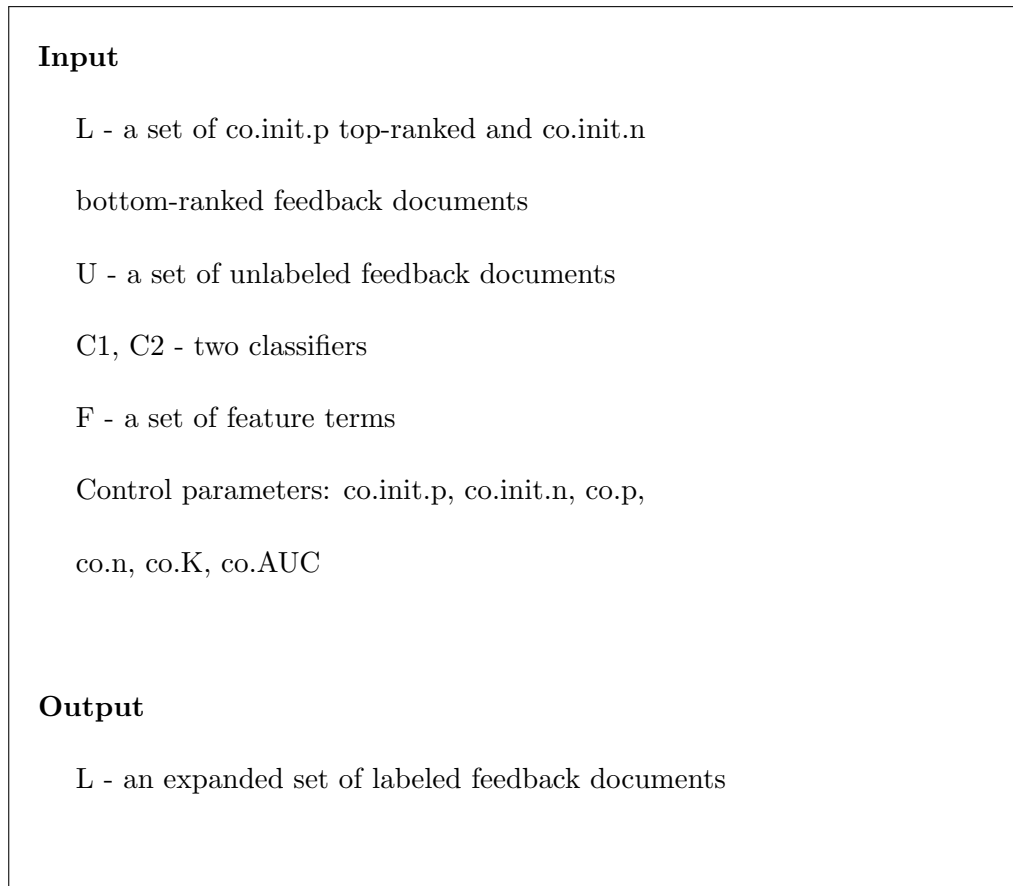 Input
L - a set of co.init.p top-ranked and co.init.n
bottom-ranked feedback documents
U - a set of unlabeled feedback documents
C1, C2 - two classifiers
F - a set of feature terms
Control parameters: co.init.p, co.init.n, co.p,
co.n, co.K, co.AUC
Output
L - an expanded set of labeled feedback documents